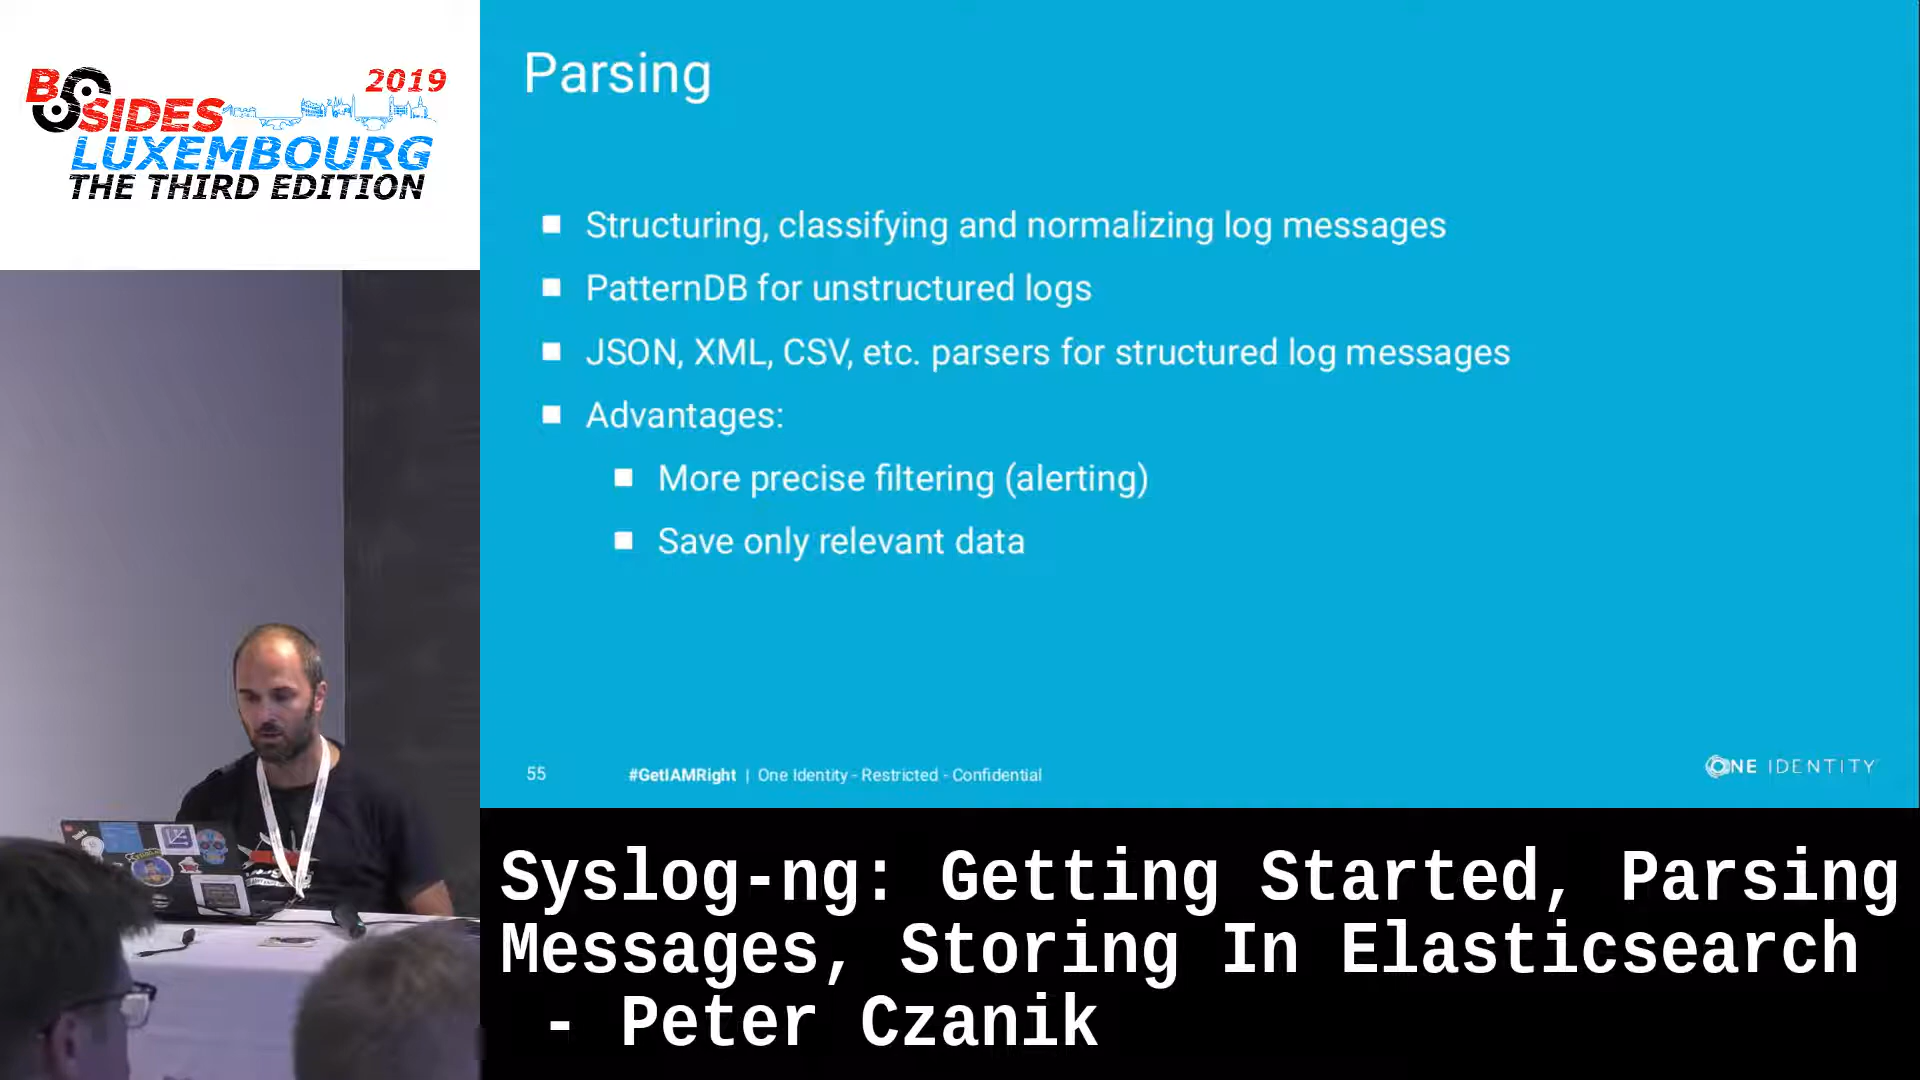 BSIDES
2019
LUXEMBOURG
THE THIRD EDITION
Parsing
Structuring, classifying and normalizing log messages
PatternDB for unstructured logs
JSON, XML, CSV, etc. parsers for structured log messages
Advantages:
More precise filtering (alerting)
Save only relevant data
55
#GetIAMRight | One Identity - Restricted - Confidential
ONE IDENTITY
Syslog-ng: Getting Started, Parsing
Messages, Storing In Elasticsearch
- Peter Czanik